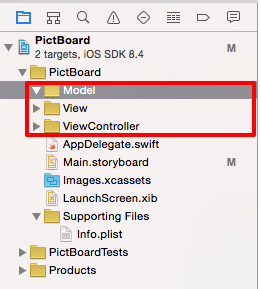 PictBoard
2 targets, iOS SDK 8.4
M
PictBoard
Model
View
ViewController
AppDelegate.swift
Main.storyboard
M
Images.xcassets
LaunchScreen.xib
Supporting Files
Info.plist
PictBoardTests
Products